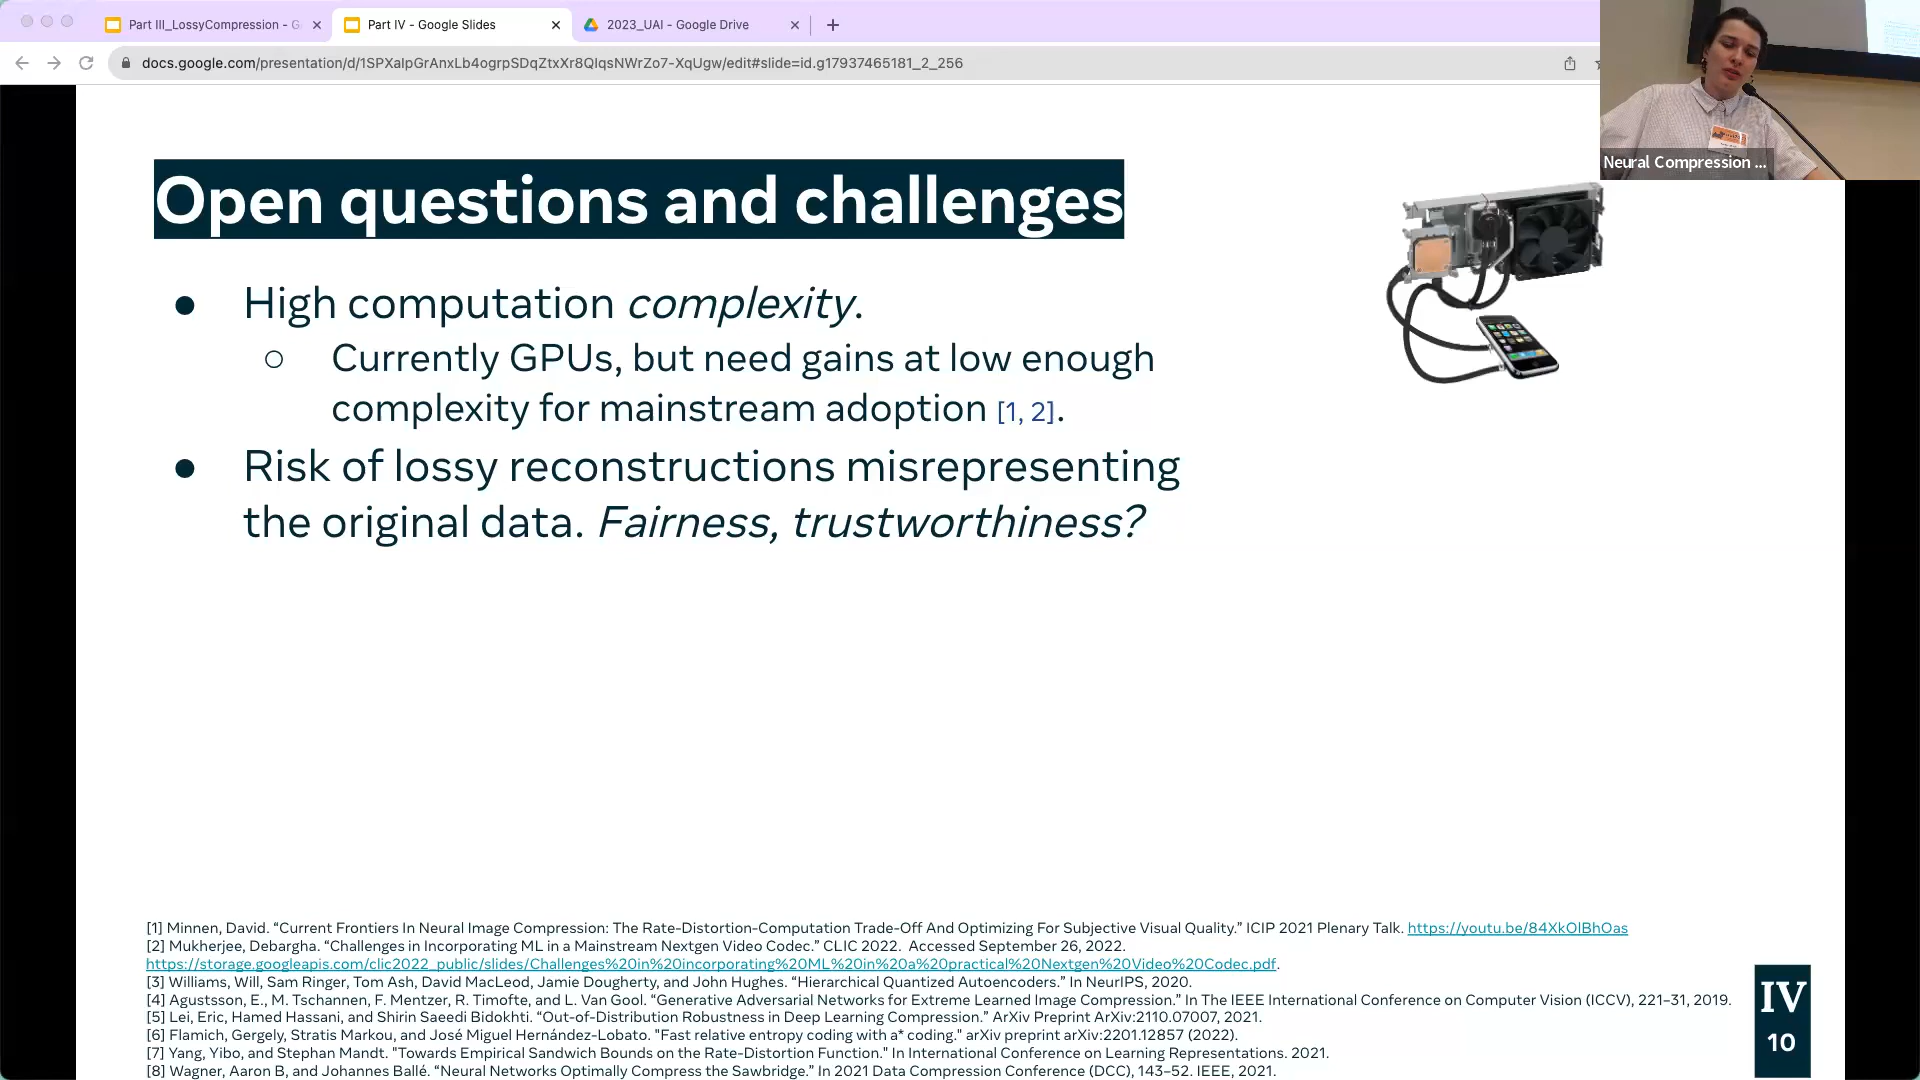 Part III_LossyCompression - G
Part IV - Google Slides
2023_UAI - Google Drive
docs.google.com/presentation/d/1SPXalpGrAnxLb4ogrpSDqZtxXr8QIqsNWrZo7-XqUgw/edit#slide=id.g17937465181_2_256
Neural Compression ...
Open questions and challenges
● High computation complexity.
○ Currently GPUs, but need gains at low enough
complexity for mainstream adoption [1, 2].
● Risk of lossy reconstructions misrepresenting
the original data. Fairness, trustworthiness?
[1] Minnen, David. “Current Frontiers In Neural Image Compression: The Rate-Distortion-Computation Trade-Off And Optimizing For Subjective Visual Quality.” ICIP 2021 Plenary Talk. https://youtu.be/84XkOIBhOas
[2] Mukherjee, Debargha. “Challenges in Incorporating ML in a Mainstream Nextgen Video Codec.” CLIC 2022. Accessed September 26, 2022.
https://storage.googleapis.com/clic2022_public/slides/Challenges%20in%20incorporating%20ML%20in%20a%20practical%20Nextgen%20Video%20Codec.pdf.
[3] Williams, Will, Sam Ringer, Tom Ash, David MacLeod, Jamie Dougherty, and John Hughes. “Hierarchical Quantized Autoencoders.” In NeurIPS, 2020.
[4] Agustsson, E., M. Tschannen, F. Mentzer, R. Timofte, and L. Van Gool. “Generative Adversarial Networks for Extreme Learned Image Compression.” In The IEEE International Conference on Computer Vision (ICCV), 221–31, 2019.
[5] Lei, Eric, Hamed Hassani, and Shirin Saeedi Bidokhti. “Out-of-Distribution Robustness in Deep Learning Compression.” ArXiv Preprint ArXiv:2110.07007, 2021.
[6] Flamich, Gergely, Stratis Markou, and José Miguel Hernández-Lobato. "Fast relative entropy coding with a* coding." arXiv preprint arXiv:2201.12857 (2022).
[7] Yang, Yibo, and Stephan Mandt. "Towards Empirical Sandwich Bounds on the Rate-Distortion Function." In International Conference on Learning Representations. 2021.
[8] Wagner, Aaron B, and Johannes Ballé. “Neural Networks Optimally Compress the Sawbridge.” In 2021 Data Compression Conference (DCC), 143–52. IEEE, 2021.
IV
10